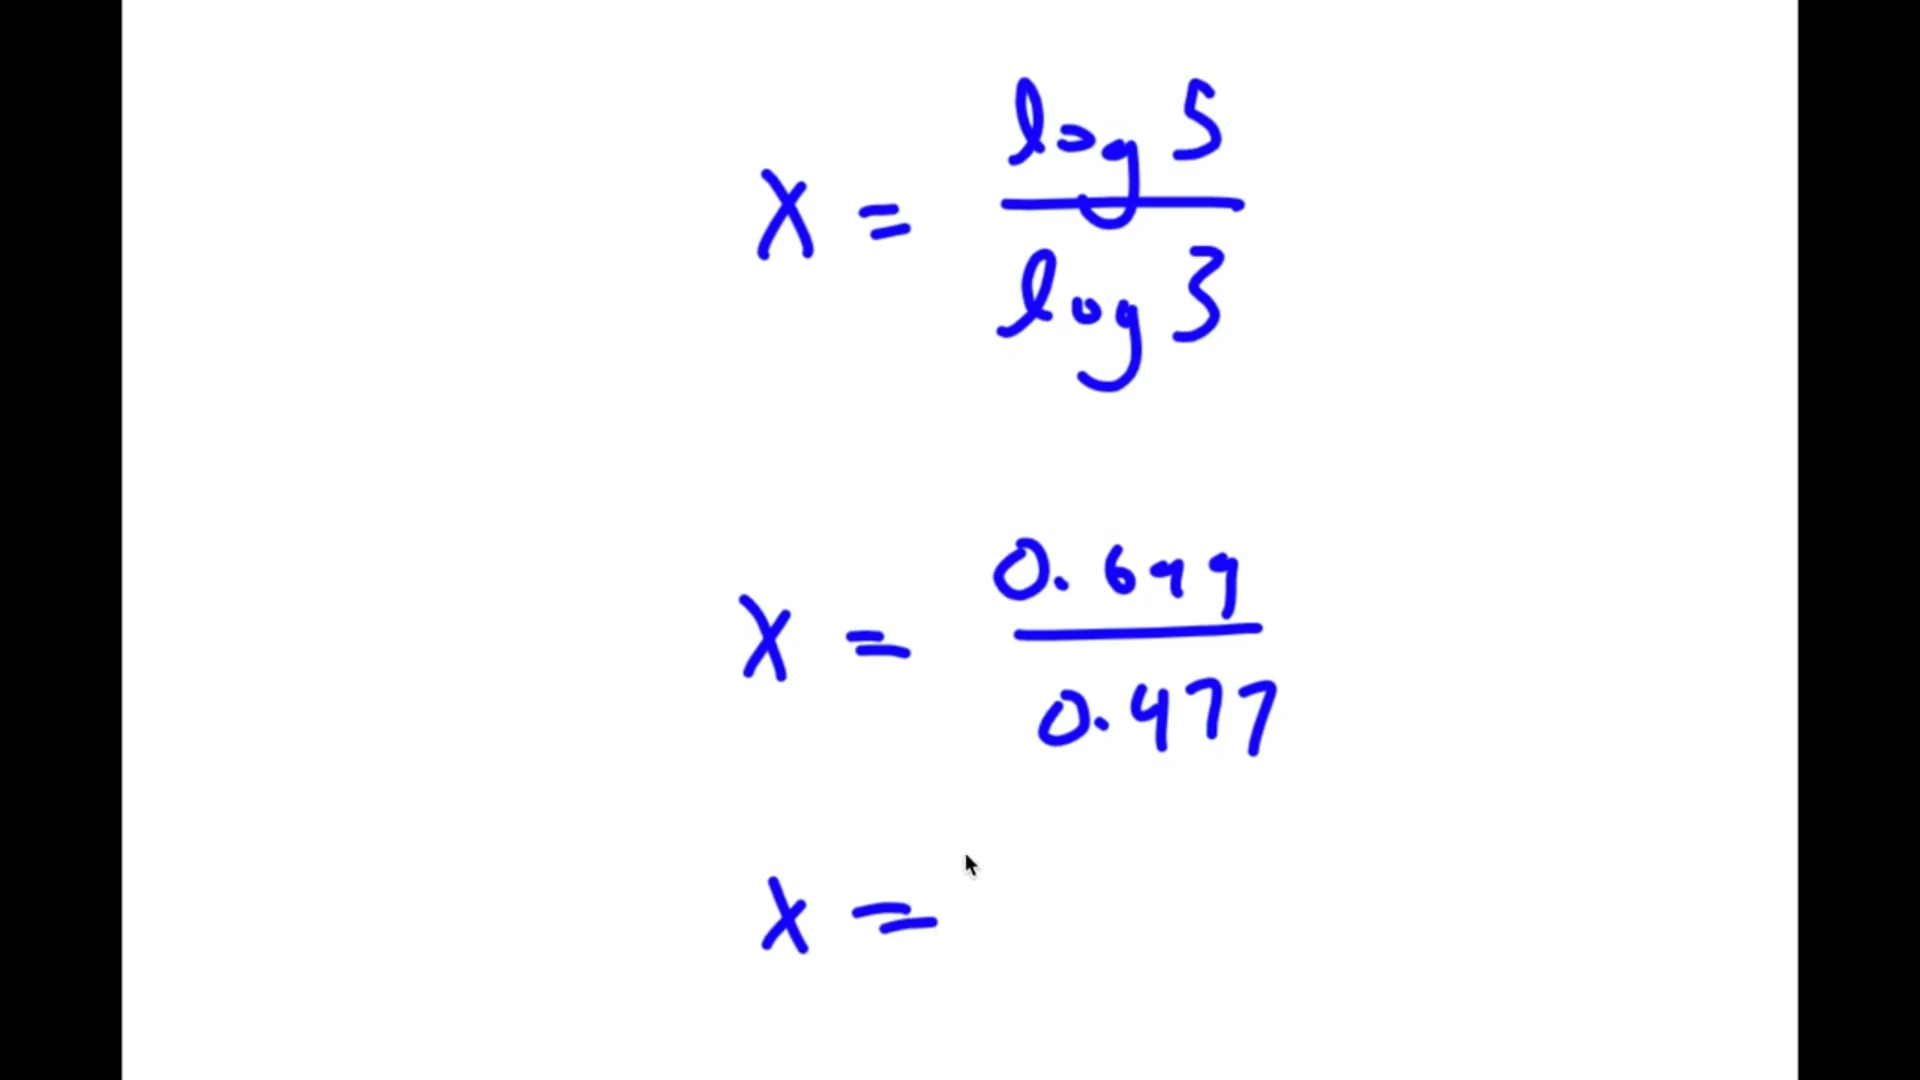 x = log 5 / log 3
x = 0.699 / 0.477
x =